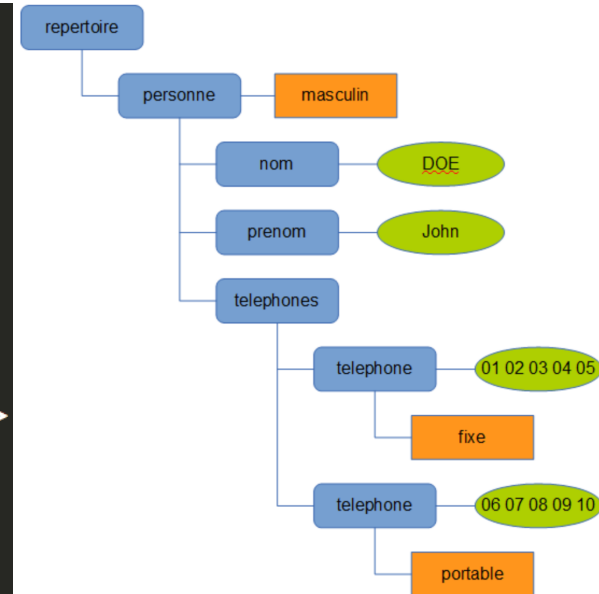 repertoire
personne
masculin
nom
DOE
prenom
John
telephones
telephone
01 02 03 04 05
fixe
telephone
06 07 08 09 10
portable